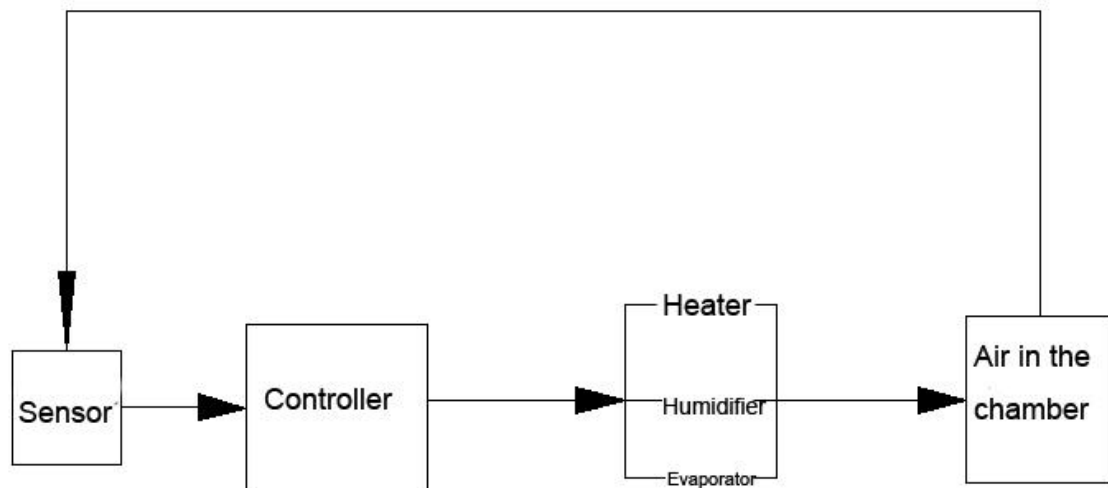 Heater
Air in the
chamber
Sensor
Controller
Humidifier
Evaporator